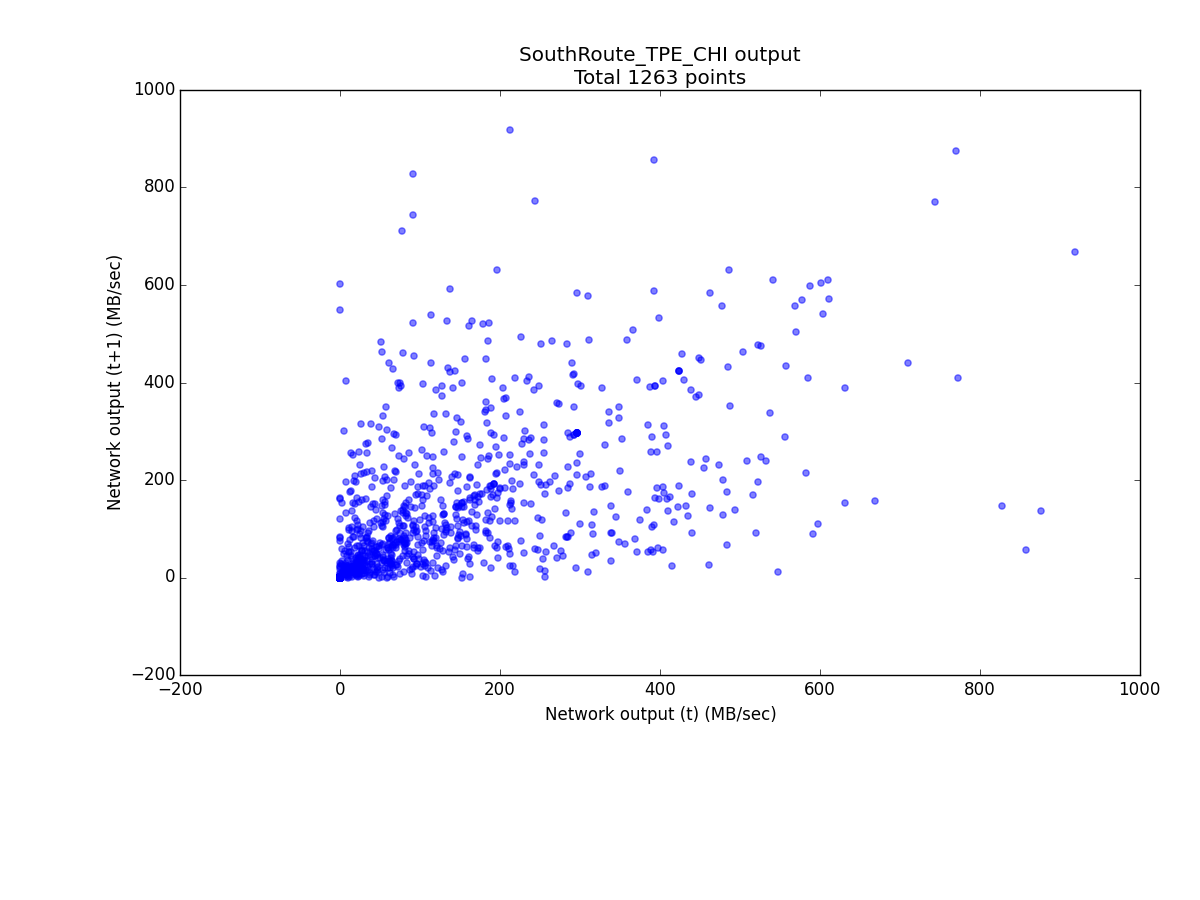 SouthRoute_TPE_CHI output
Total 1263 points
1000
800
600
400
200
0
−200
Network output (t+1) (MB/sec)
−200 0 200 400 600 800 1000
Network output (t) (MB/sec)